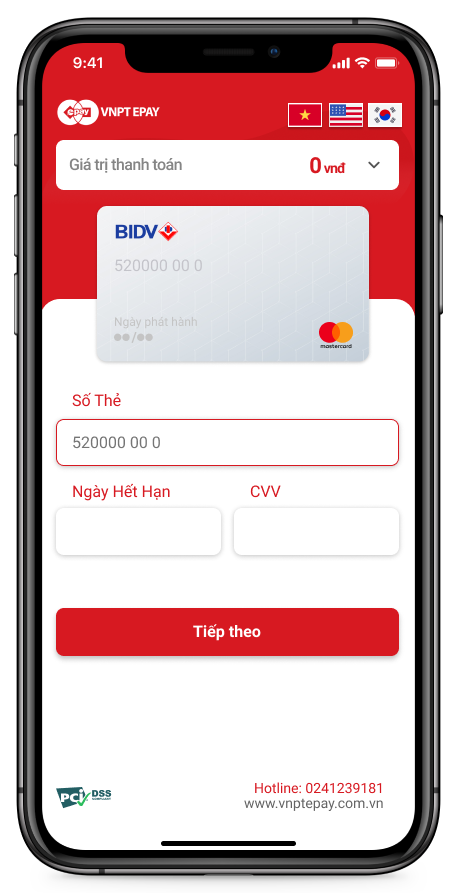 9:41
epay VNPT EPAY
Giá trị thanh toán 0 vnđ
BIDV
520000 00 0
Ngày phát hành
●●/●●
mastercard
Số Thẻ
520000 00 0
Ngày Hết Hạn CVV
Tiếp theo
PCI DSS
COMPLIANT
Hotline: 0241239181
www.vnptepay.com.vn